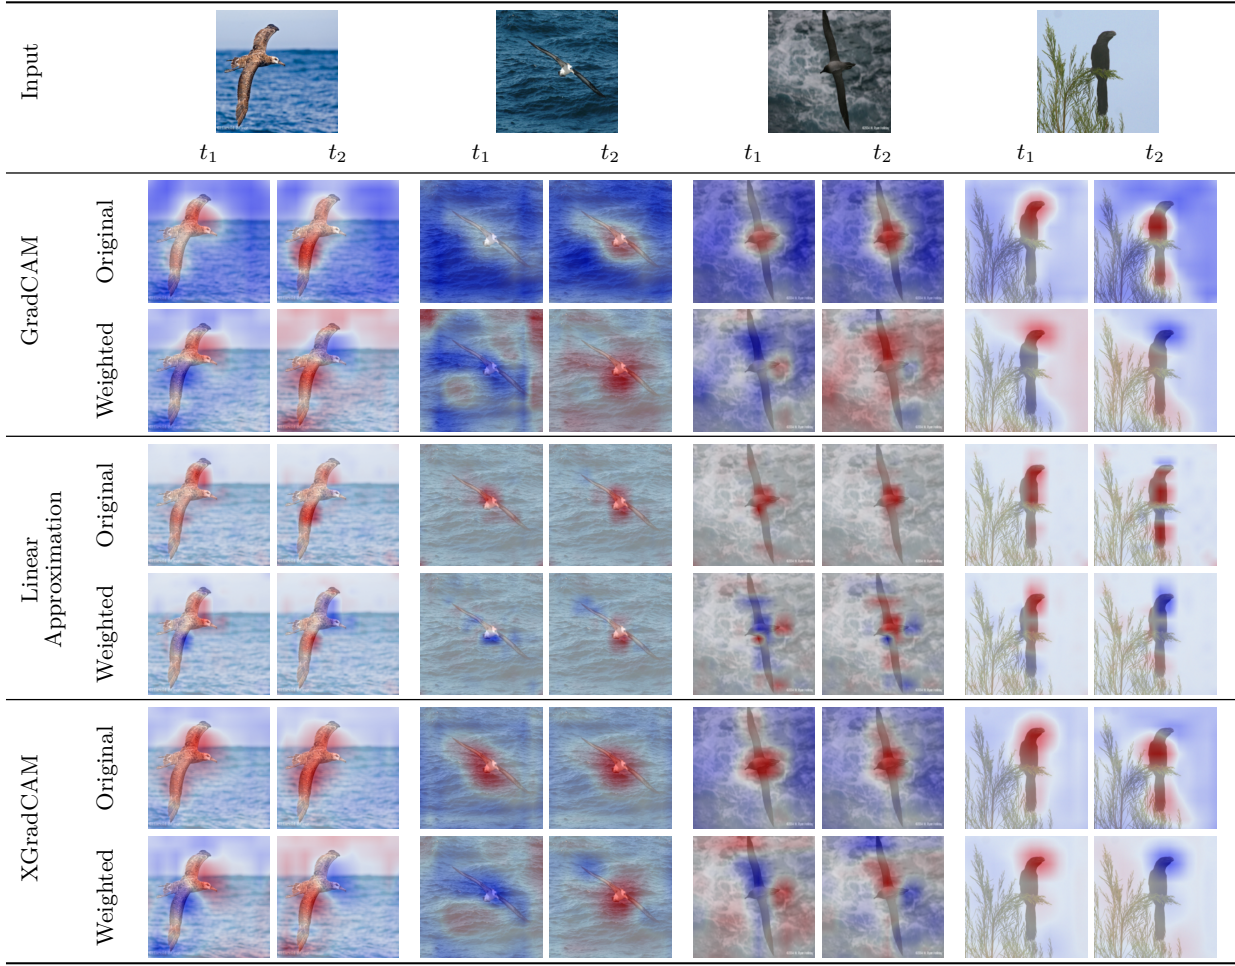 Input
t1 t2 t1 t2 t1 t2 t1 t2
GradCAM
Original
Weighted
Linear
Approximation
Original
Weighted
XGradCAM
Original
Weighted